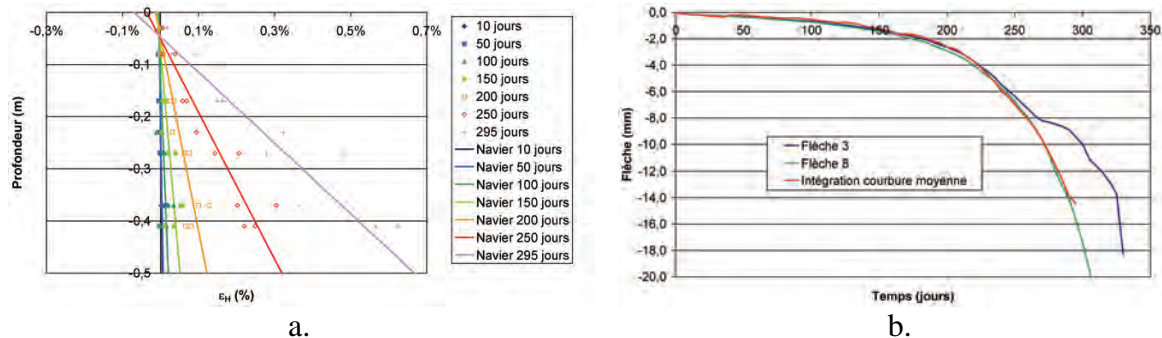 -0,3%
-0,1%
0,1%
0,3%
0,5%
0,7%
0
-0,1
-0,2
-0,3
-0,4
-0,5
Profondeur (m)
εH (%)
10 jours
50 jours
100 jours
150 jours
200 jours
250 jours
295 jours
Navier 10 jours
Navier 50 jours
Navier 100 jours
Navier 150 jours
Navier 200 jours
Navier 250 jours
Navier 295 jours
a.
0,0
-2,0
-4,0
-6,0
-8,0
-10,0
-12,0
-14,0
-16,0
-18,0
-20,0
0
50
100
150
200
250
300
350
Flèche (mm)
Flèche 3
Flèche 8
Intégration courbure moyenne
Temps (jours)
b.